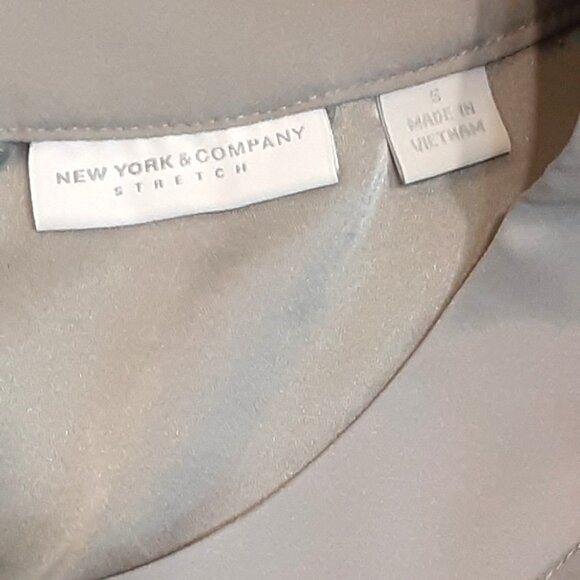 NEW YORK & COMPANY
STRETCH
S
MADE IN
VIETNAM